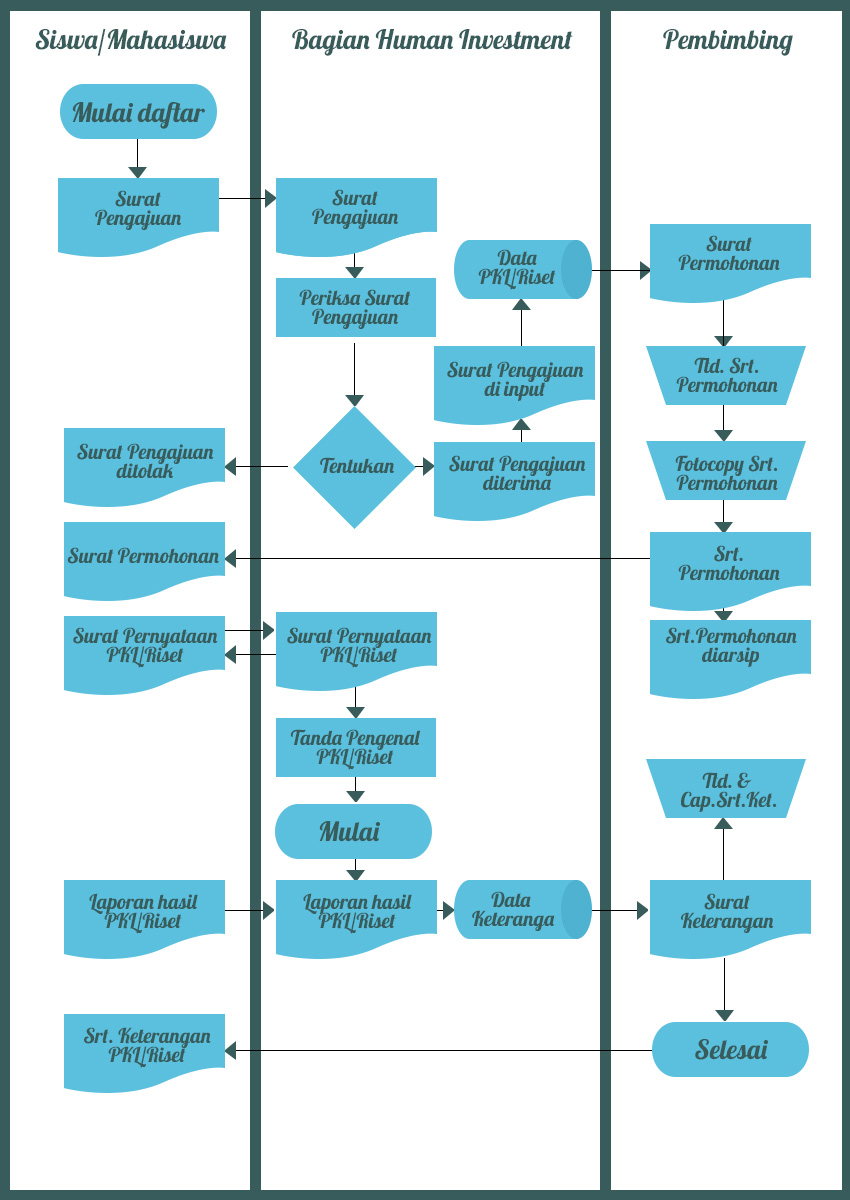 Siswa/Mahasiswa
Bagian Human Investment
Pembimbing
Mulai daftar
Surat
Pengajuan
Surat
Pengajuan
Periksa Surat
Pengajuan
Tentukan
Surat Pengajuan
ditolak
Surat Pengajuan
diterima
Surat Pengajuan
di input
Data
PKL/Riset
Surat
Permohonan
Ttd. Srt.
Permohonan
Fotocopy Srt.
Permohonan
Srt.
Permohonan
Srt.Permohonan
diarsip
Surat Permohonan
Surat Pernyataan
PKL/Riset
Surat Pernyataan
PKL/Riset
Tanda Pengenal
PKL/Riset
Mulai
Laporan hasil
PKL/Riset
Laporan hasil
PKL/Riset
Data
Keteranga
Surat
Keterangan
Ttd. &
Cap.Srt.Ket.
Selesai
Srt. Keterangan
PKL/Riset